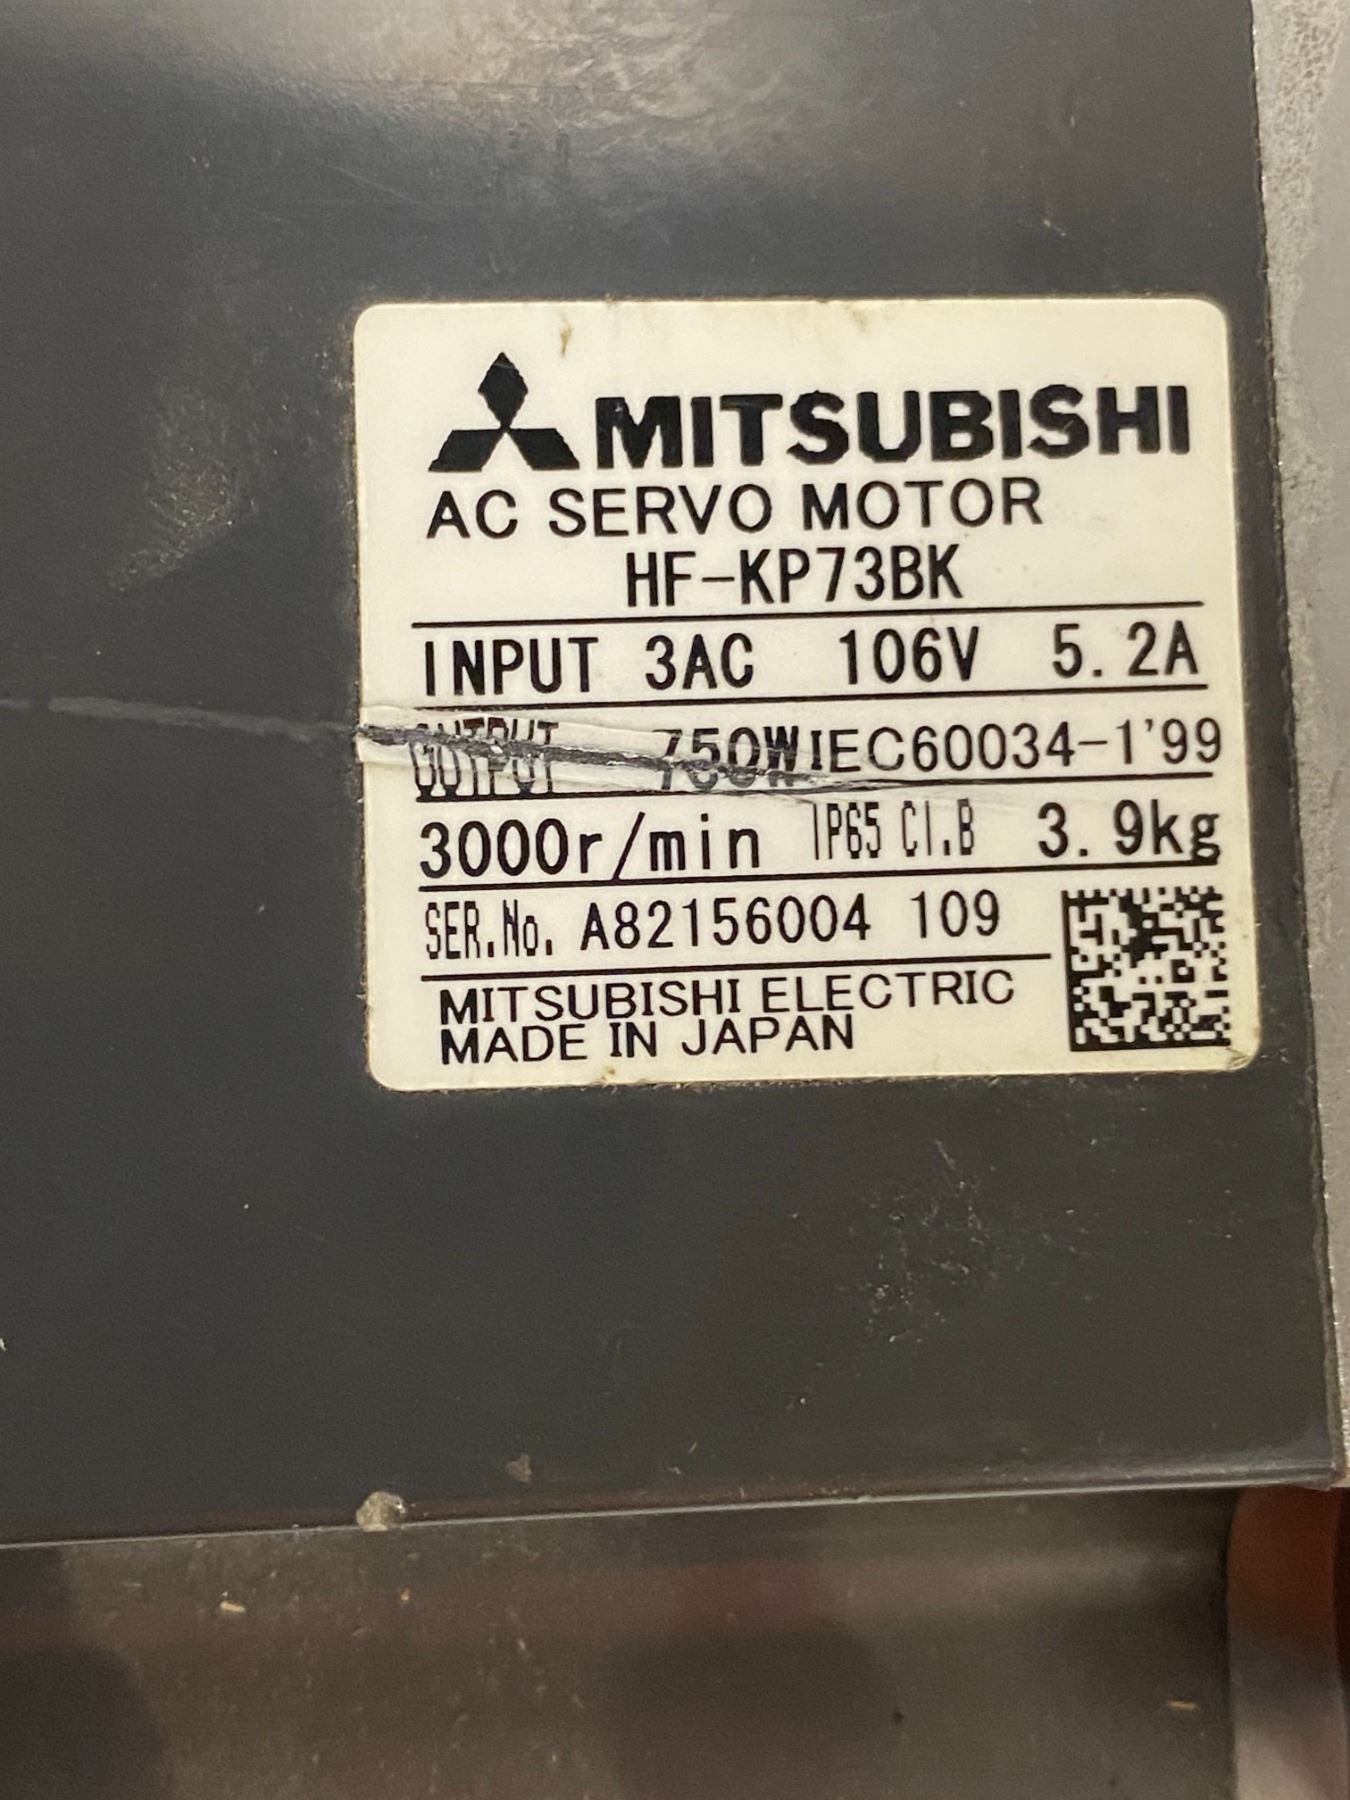 MITSUBISHI
AC SERVO MOTOR
HF-KP73BK
INPUT 3AC 106V 5.2A
OUTPUT 750W IEC60034-1'99
3000r/min IP65 CI.B 3.9kg
SER.No. A82156004 109
MITSUBISHI ELECTRIC
MADE IN JAPAN